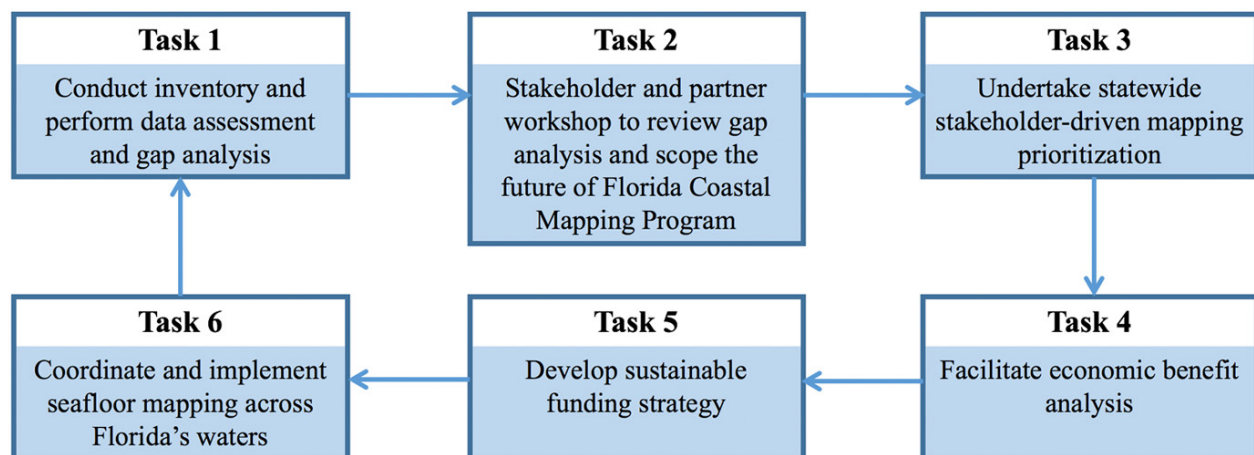 Task 1
Conduct inventory and
perform data assessment
and gap analysis
Task 2
Stakeholder and partner
workshop to review gap
analysis and scope the
future of Florida Coastal
Mapping Program
Task 3
Undertake statewide
stakeholder-driven mapping
prioritization
Task 4
Facilitate economic benefit
analysis
Task 5
Develop sustainable
funding strategy
Task 6
Coordinate and implement
seafloor mapping across
Florida’s waters